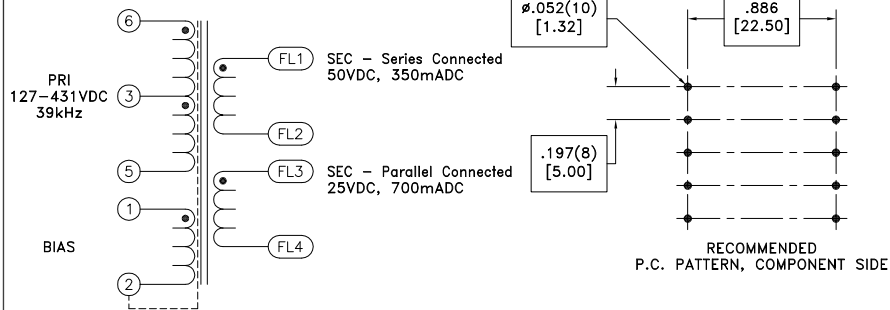 6
3
5
1
2
PRI
127-431VDC
39kHz
BIAS
FL1
FL2
FL3
FL4
SEC - Series Connected
50VDC, 350mADC
SEC - Parallel Connected
25VDC, 700mADC
ø.052(10)
[1.32]
.886
[22.50]
.197(8)
[5.00]
RECOMMENDED
P.C. PATTERN, COMPONENT SIDE